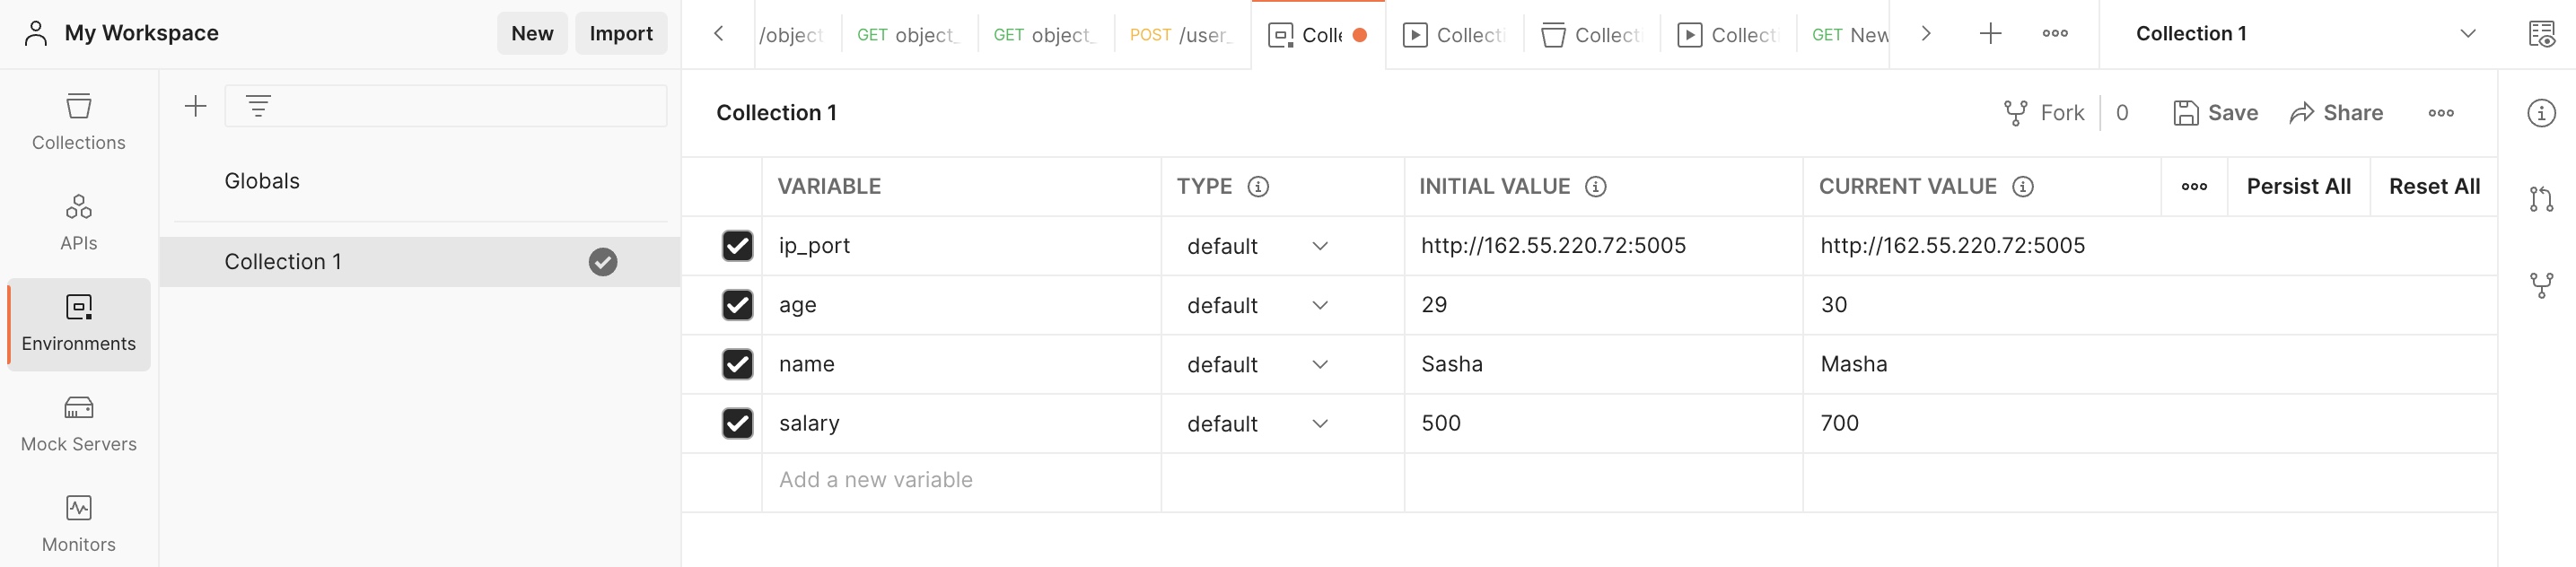 My Workspace
New
Import
/object
GET object_
GET object_
POST /user_
Colle
Collecti
Collecti
Collecti
GET New
Collection 1
Collections
APIs
Environments
Mock Servers
Monitors
Globals
Collection 1
Collection 1
Fork 0
Save
Share
VARIABLE TYPE INITIAL VALUE CURRENT VALUE Persist All Reset All
ip_port default http://162.55.220.72:5005 http://162.55.220.72:5005
age default 29 30
name default Sasha Masha
salary default 500 700
Add a new variable